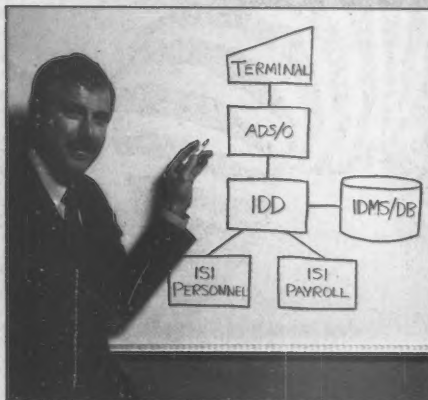 TERMINAL
ADS/O
IDD
IDMS/DB
ISI
PERSONNEL
ISI
PAYROLL